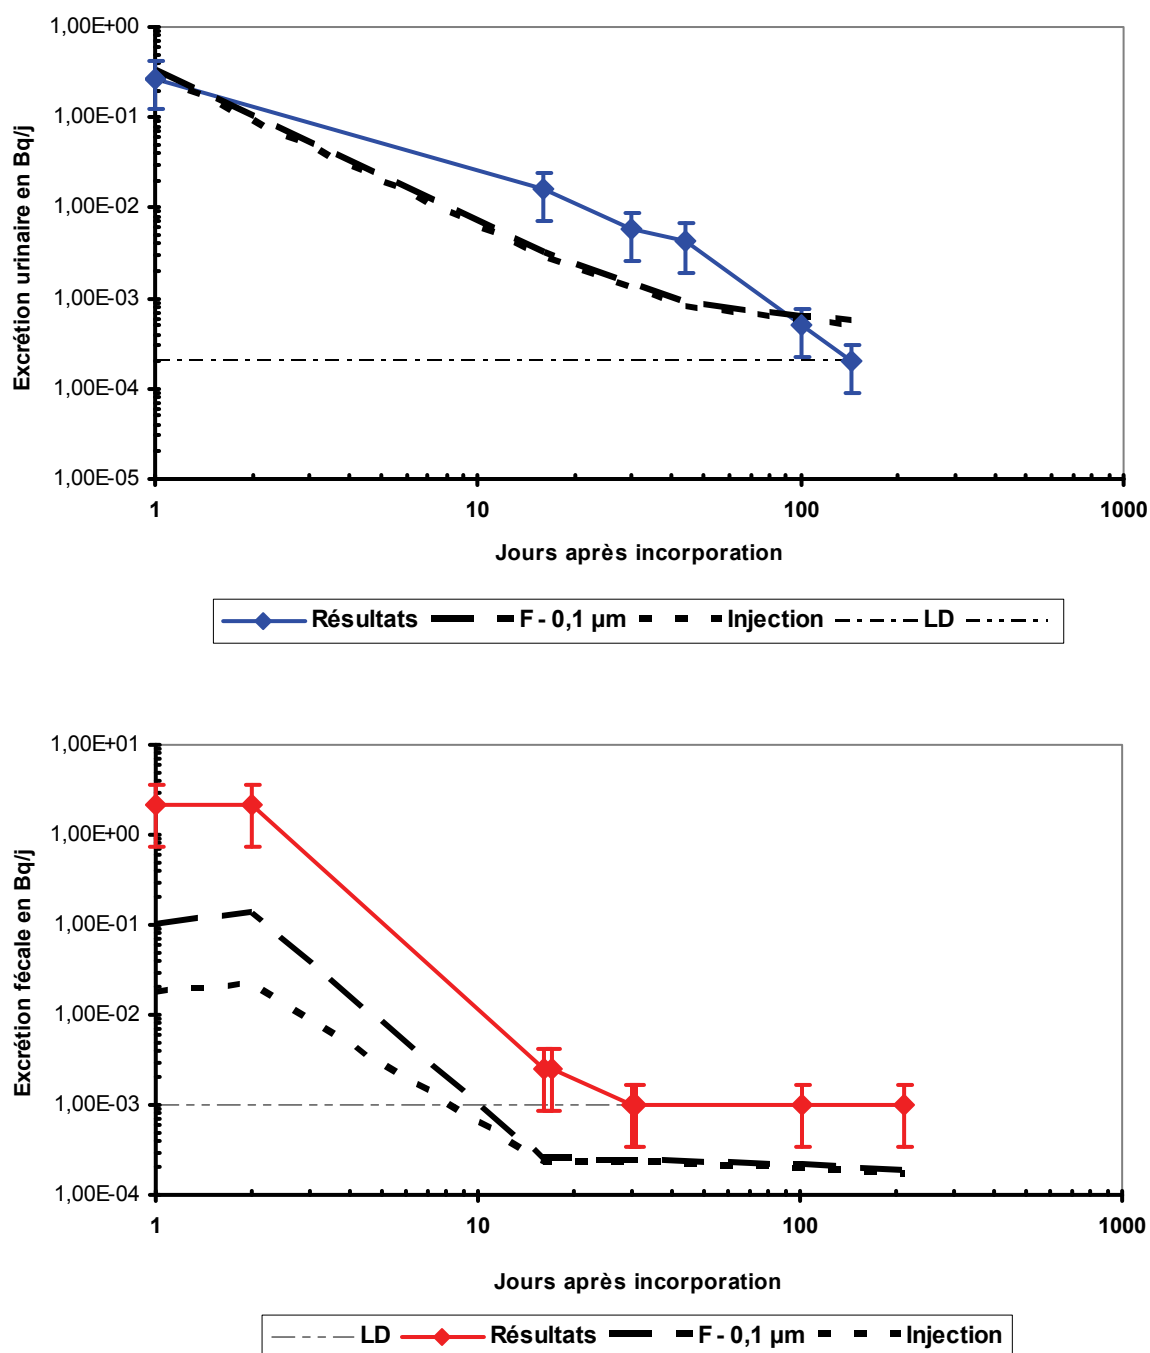 1,00E+00
1,00E-01
1,00E-02
1,00E-03
1,00E-04
1,00E-05
Excrétion urinaire en Bq/j
1 10 100 1000
Jours après incorporation
Résultats F - 0,1 µm Injection LD
1,00E+01
1,00E+00
1,00E-01
1,00E-02
1,00E-03
1,00E-04
Excrétion fécale en Bq/j
1 10 100 1000
Jours après incorporation
LD Résultats F - 0,1 µm Injection